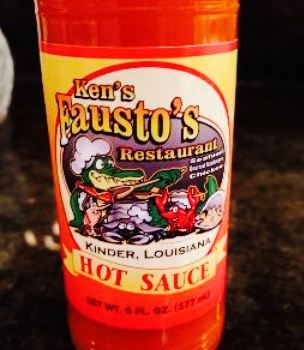 Ken's
Fausto's
Restaurant
Seafood
Chicken
KINDER, LOUISIANA
HOT SAUCE
NET WT. 6 FL. OZ. (177 mL)